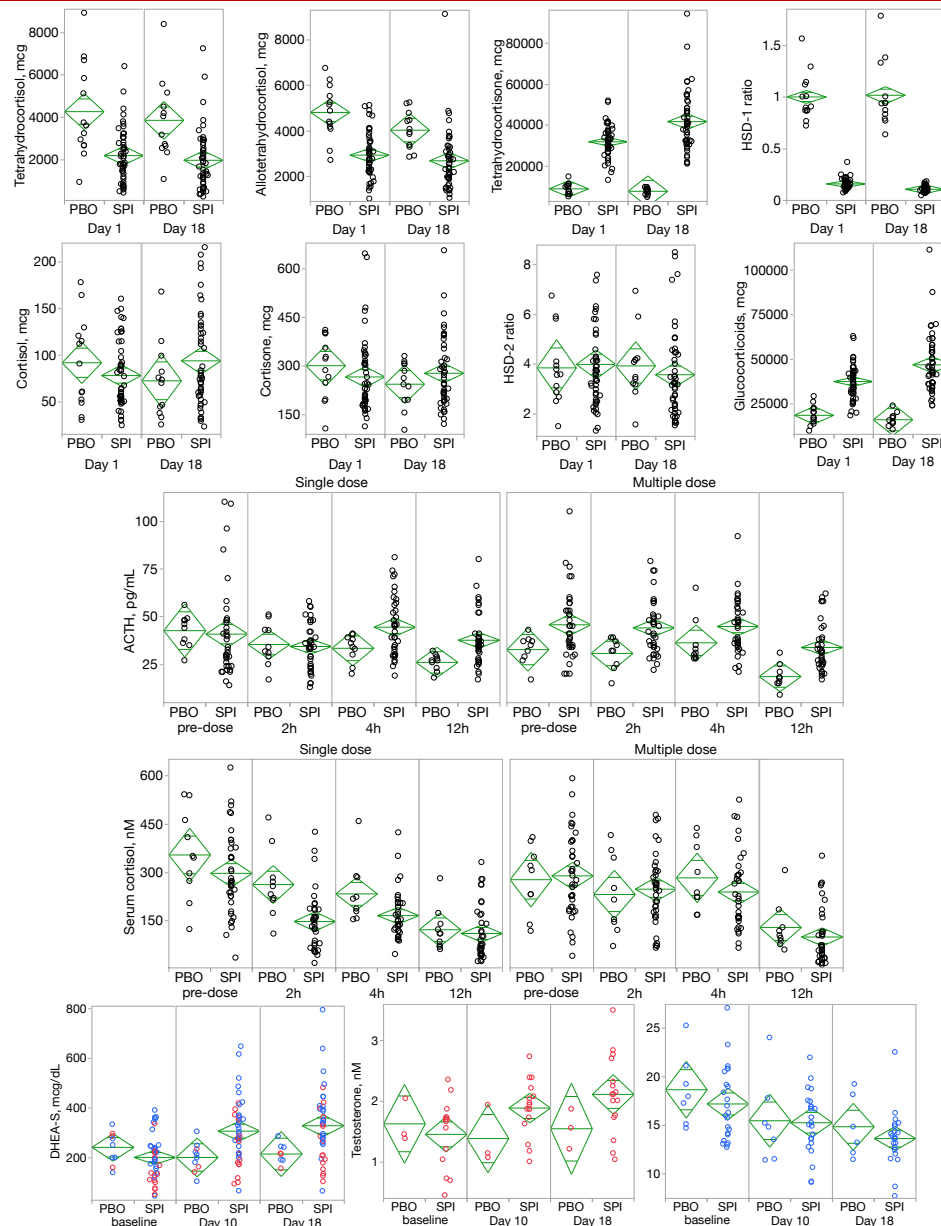 Tetrahydrocortisol, mcg
8000
6000
4000
2000
PBO SPI PBO SPI
Day 1 Day 18
Allotetrahydrocortisol, mcg
8000
6000
4000
2000
PBO SPI PBO SPI
Day 1 Day 18
Tetrahydrocortisone, mcg
80000
60000
40000
20000
PBO SPI PBO SPI
Day 1 Day 18
HSD-1 ratio
1.5
1
0.5
0
PBO SPI PBO SPI
Day 1 Day 18
Cortisol, mcg
200
150
100
50
PBO SPI PBO SPI
Day 1 Day 18
Cortisone, mcg
600
450
300
150
PBO SPI PBO SPI
Day 1 Day 18
HSD-2 ratio
8
6
4
2
PBO SPI PBO SPI
Day 1 Day 18
Glucocorticoids, mcg
100000
75000
50000
25000
PBO SPI PBO SPI
Day 1 Day 18
Single dose Multiple dose
ACTH, pg/mL
100
75
50
25
PBO SPI PBO SPI PBO SPI PBO SPI PBO SPI PBO SPI PBO SPI PBO SPI
pre-dose 2h 4h 12h pre-dose 2h 4h 12h
Single dose Multiple dose
Serum cortisol, nM
600
450
300
150
PBO SPI PBO SPI PBO SPI PBO SPI PBO SPI PBO SPI PBO SPI PBO SPI
pre-dose 2h 4h 12h pre-dose 2h 4h 12h
DHEA-S, mcg/dL
800
600
400
200
PBO SPI PBO SPI PBO SPI
baseline Day 10 Day 18
Testosterone, nM
3
2
1
PBO SPI PBO SPI PBO SPI
baseline Day 10 Day 18
25
20
15
10
PBO SPI PBO SPI PBO SPI
baseline Day 10 Day 18